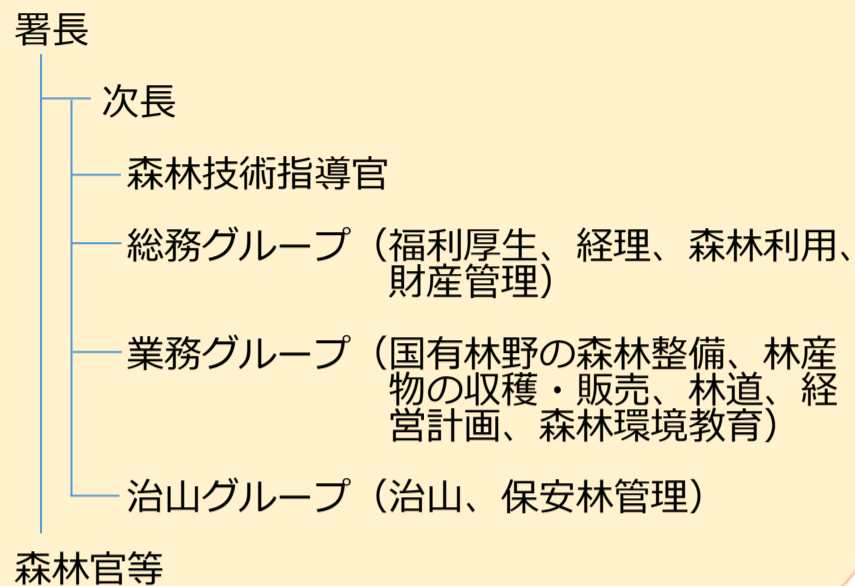 署長
次長
森林技術指導官
総務グループ（福利厚生、経理、森林利用、
財産管理）
業務グループ（国有林野の森林整備、林産
物の収穫・販売、林道、経
営計画、森林環境教育）
治山グループ（治山、保安林管理）
森林官等